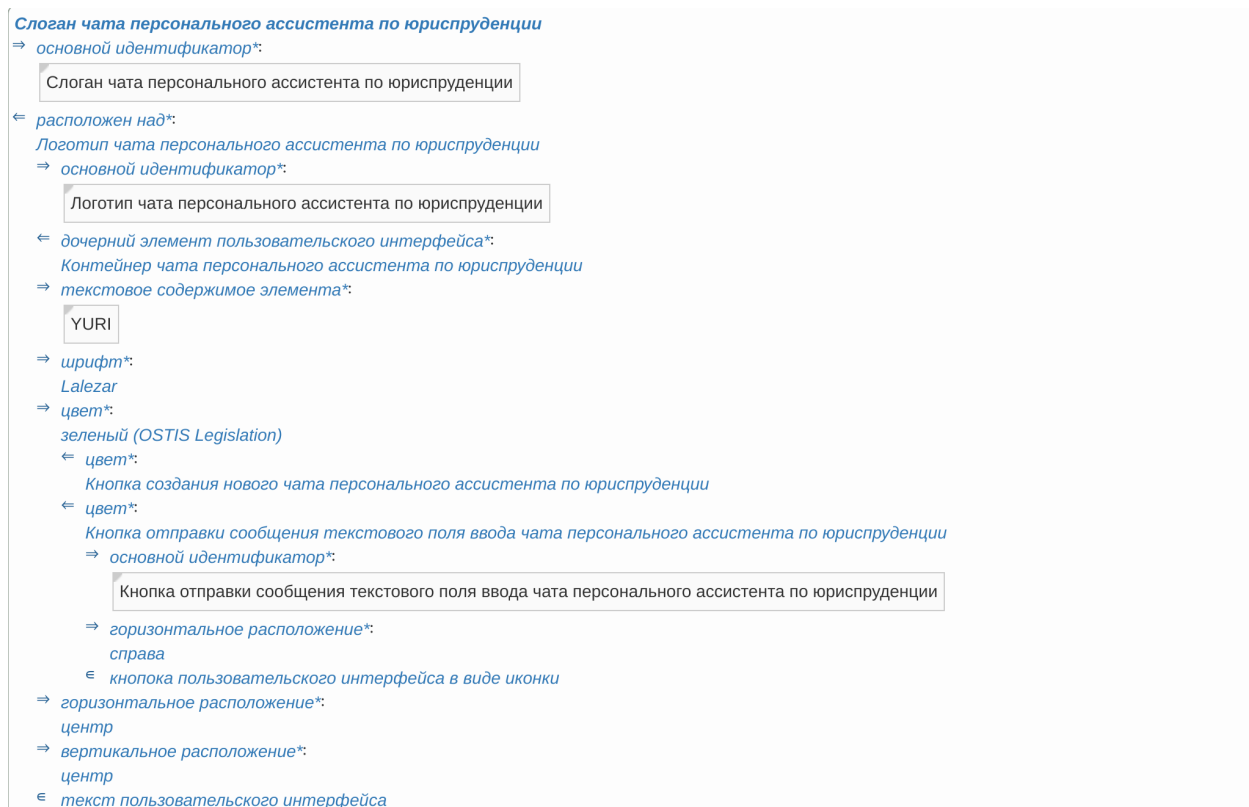 Слоган чата персонального ассистента по юриспруденции
⇒ основной идентификатор*:
Слоган чата персонального ассистента по юриспруденции
⇐ расположен над*:
Логотип чата персонального ассистента по юриспруденции
⇒ основной идентификатор*:
Логотип чата персонального ассистента по юриспруденции
⇐ дочерний элемент пользовательского интерфейса*:
Контейнер чата персонального ассистента по юриспруденции
⇒ текстовое содержимое элемента*:
YURI
⇒ шрифт*:
Lalezar
⇒ цвет*:
зеленый (OSTIS Legislation)
⇐ цвет*:
Кнопка создания нового чата персонального ассистента по юриспруденции
⇐ цвет*:
Кнопка отправки сообщения текстового поля ввода чата персонального ассистента по юриспруденции
⇒ основной идентификатор*:
Кнопка отправки сообщения текстового поля ввода чата персонального ассистента по юриспруденции
⇒ горизонтальное расположение*:
справа
∈ кнопока пользовательского интерфейса в виде иконки
⇒ горизонтальное расположение*:
центр
⇒ вертикальное расположение*:
центр
∈ текст пользовательского интерфейса